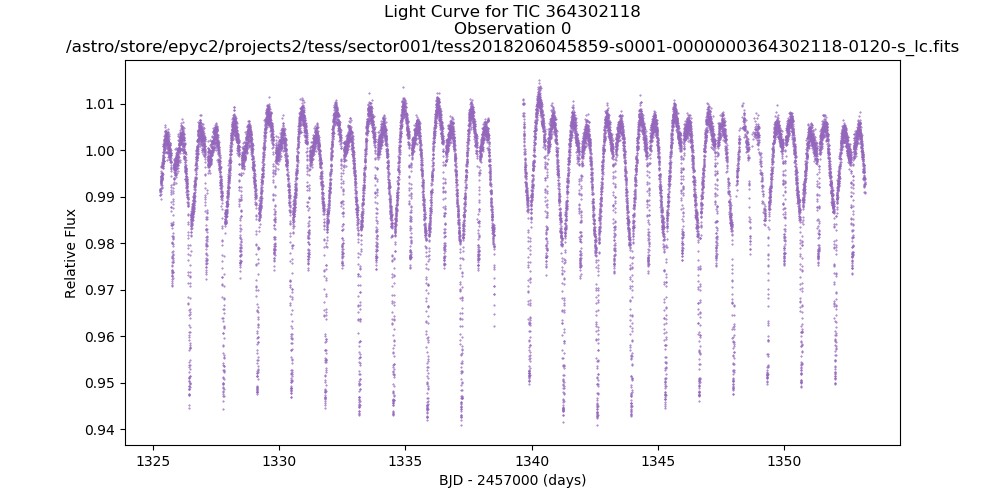 Light Curve for TIC 364302118
Observation 0
/astro/store/epyc2/projects2/tess/sector001/tess2018206045859-s0001-0000000364302118-0120-s_lc.fits
1.01
1.00
0.99
0.98
0.97
0.96
0.95
0.94
Relative Flux
1325
1330
1335
1340
1345
1350
BJD - 2457000 (days)